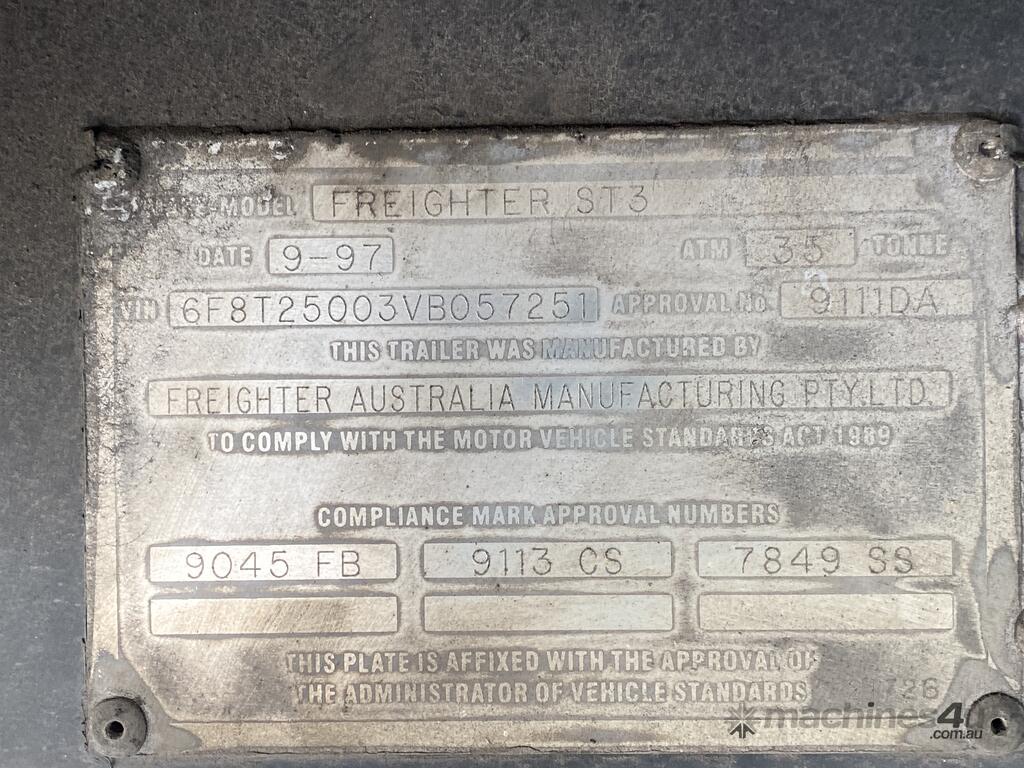 MODEL FREIGHTER ST3
DATE 9-97 ATM 35 TONNE
VIN 6F8T25003VB057251 APPROVAL No 9111DA
THIS TRAILER WAS MANUFACTURED BY
FREIGHTER AUSTRALIA MANUFACTURING PTY.LTD.
TO COMPLY WITH THE MOTOR VEHICLE STANDARDS ACT 1989
COMPLIANCE MARK APPROVAL NUMBERS
9045 FB 9113 CS 7849 SS
THIS PLATE IS AFFIXED WITH THE APPROVAL OF
THE ADMINISTRATOR OF VEHICLE STANDARDS
726
machines4u
.com.au